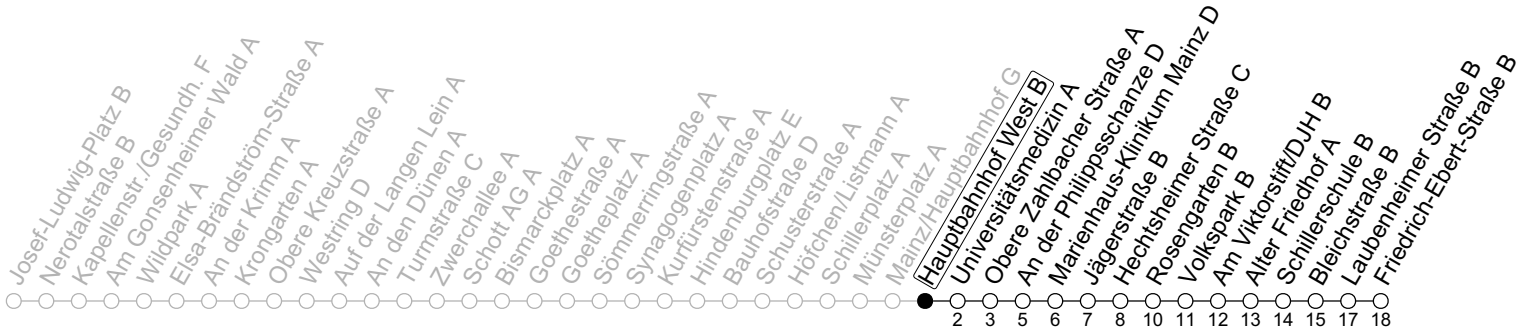 Josef-Ludwig-Platz B
Nerotalstraße B
Kapellenstr./Gesundh. F
Am Gonsenheimer Wald A
Wildpark A
Elsa-Brändström-Straße A
An der Krimm A
Krongarten A
Obere Kreuzstraße A
Westring D
Auf der Langen Lein A
An den Dünen A
Turmstraße C
Zwerchallee A
Schott AG A
Bismarckplatz A
Goethestraße A
Goetheplatz A
Sömmerringstraße A
Synagogenplatz A
Kurfürstenstraße A
Hindenburgplatz E
Bauhofstraße D
Schusterstraße A
Höfchen/Listmann A
Schillerplatz A
Münsterplatz A
Mainz/Hauptbahnhof G
Hauptbahnhof West B
Universitätsmedizin A
Obere Zahlbacher Straße A
An der Philippsschanze D
Marienhaus-Klinikum Mainz D
Jägerstraße B
Hechtsheimer Straße C
Rosengarten B
Volkspark B
Am Viktorstift/DJH B
Alter Friedhof A
Schillerschule B
Bleichstraße B
Laubenheimer Straße B
Friedrich-Ebert-Straße B
2 3 5 6 7 8 10 11 12 13 14 15 17 18